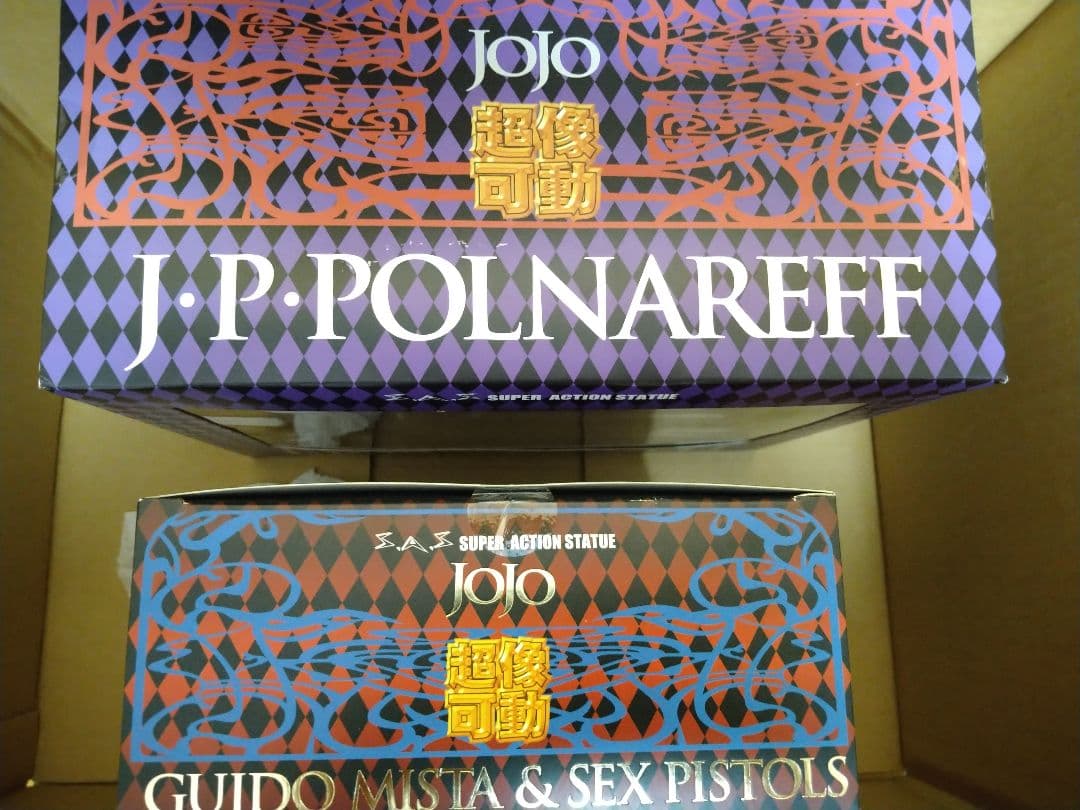 JOJO
超像
可動
J・P・POLNAREFF
S.A.S SUPER ACTION STATUE
S.A.S SUPER ACTION STATUE
JOJO
超像
可動
GUIDO MISTA & SEX PISTOLS